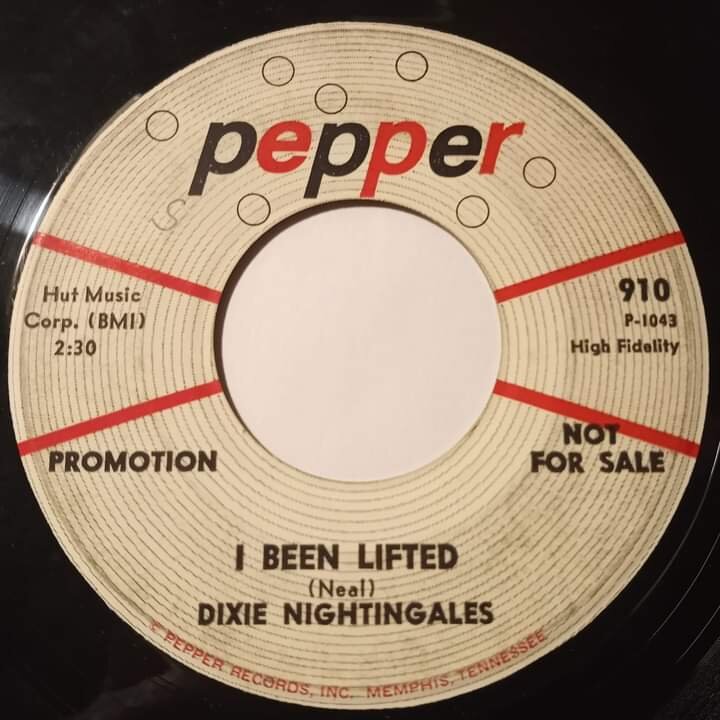 pepper
S
Hut Music
Corp. (BMI)
2:30
910
P-1043
High Fidelity
PROMOTION
NOT
FOR SALE
I BEEN LIFTED
(Neal)
DIXIE NIGHTINGALES
PEPPER RECORDS, INC. MEMPHIS, TENNESSEE